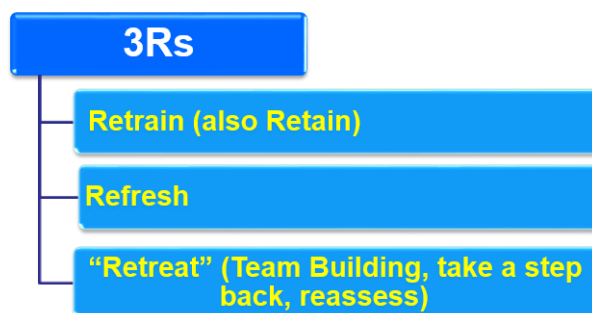 3Rs
Retrain (also Retain)
Refresh
“Retreat” (Team Building, take a step
back, reassess)